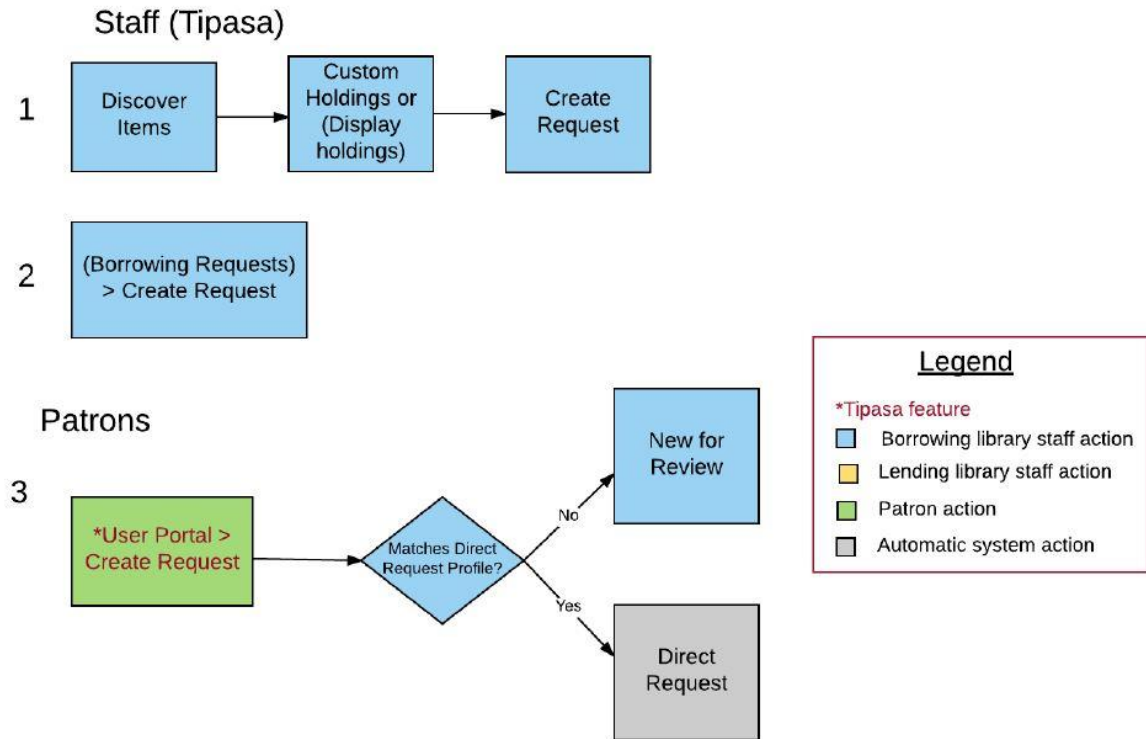 Staff (Tipasa)
1
Discover
Items
Custom
Holdings or
(Display
holdings)
Create
Request
2
(Borrowing Requests)
> Create Request
Patrons
3
*User Portal >
Create Request
Matches Direct
Request Profile?
No
Yes
New for
Review
Direct
Request
Legend
*Tipasa feature
Borrowing library staff action
Lending library staff action
Patron action
Automatic system action